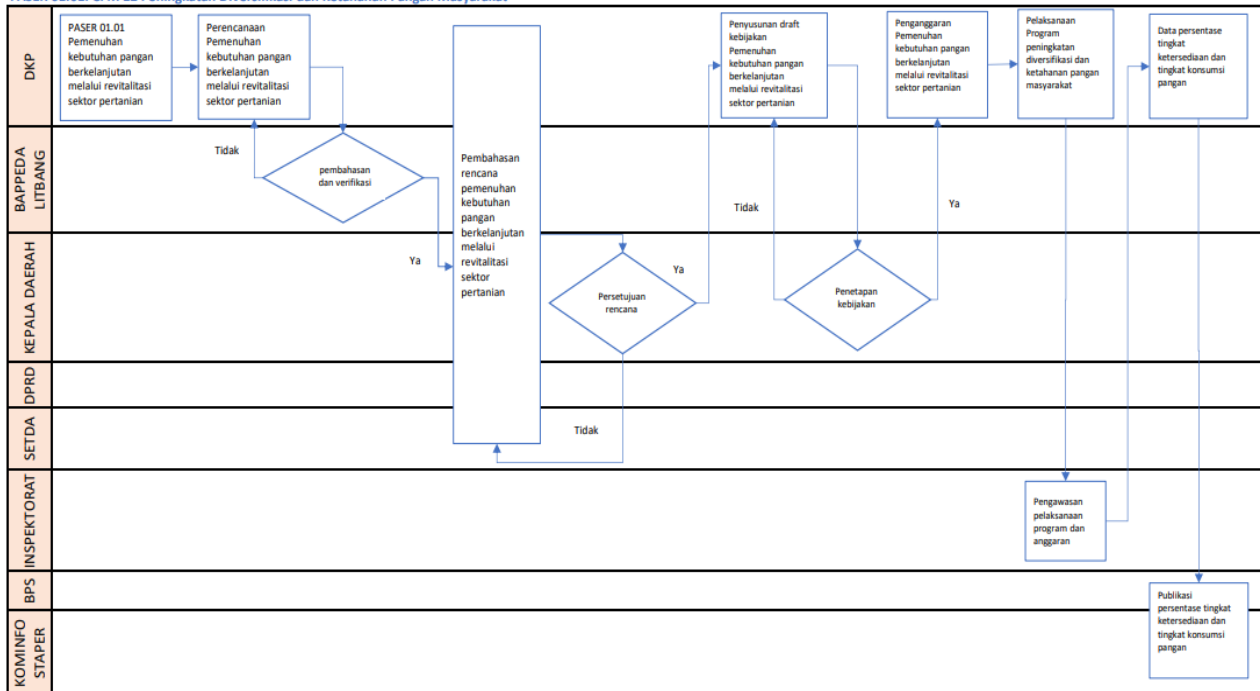 DKP
PASER 01.01
Pemenuhan
kebutuhan pangan
berkelanjutan
melalui revitalitasi
sektor pertanian
Perencanaan
Pemenuhan
kebutuhan pangan
berkelanjutan
melalui revitalitasi
sektor pertanian
Penyusunan draft
kebijakan
Pemenuhan
kebutuhan pangan
berkelanjutan
melalui revitalitasi
sektor pertanian
Penganggaran
Pemenuhan
kebutuhan pangan
berkelanjutan
melalui revitalitasi
sektor pertanian
Pelaksanaan
Program
peningkatan
diversifikasi dan
ketahanan pangan
masyarakat
Data persentase
tingkat
ketersediaan dan
tingkat konsumsi
pangan
BAPPEDA
LITBANG
Tidak
pembahasan
dan verifikasi
Ya
Pembahasan
rencana
pemenuhan
kebutuhan
pangan
berkelanjutan
melalui
revitalitasi
sektor
pertanian
Tidak
Ya
KEPALA DAERAH
Persetujuan
rencana
Ya
Penetapan
kebijakan
DPRD
SETDA
Tidak
INSPEKTORAT
Pengawasan
pelaksanaan
program dan
anggaran
BPS
Publikasi
persentase tingkat
ketersediaan dan
tingkat konsumsi
pangan
KOMINFO
STAPER